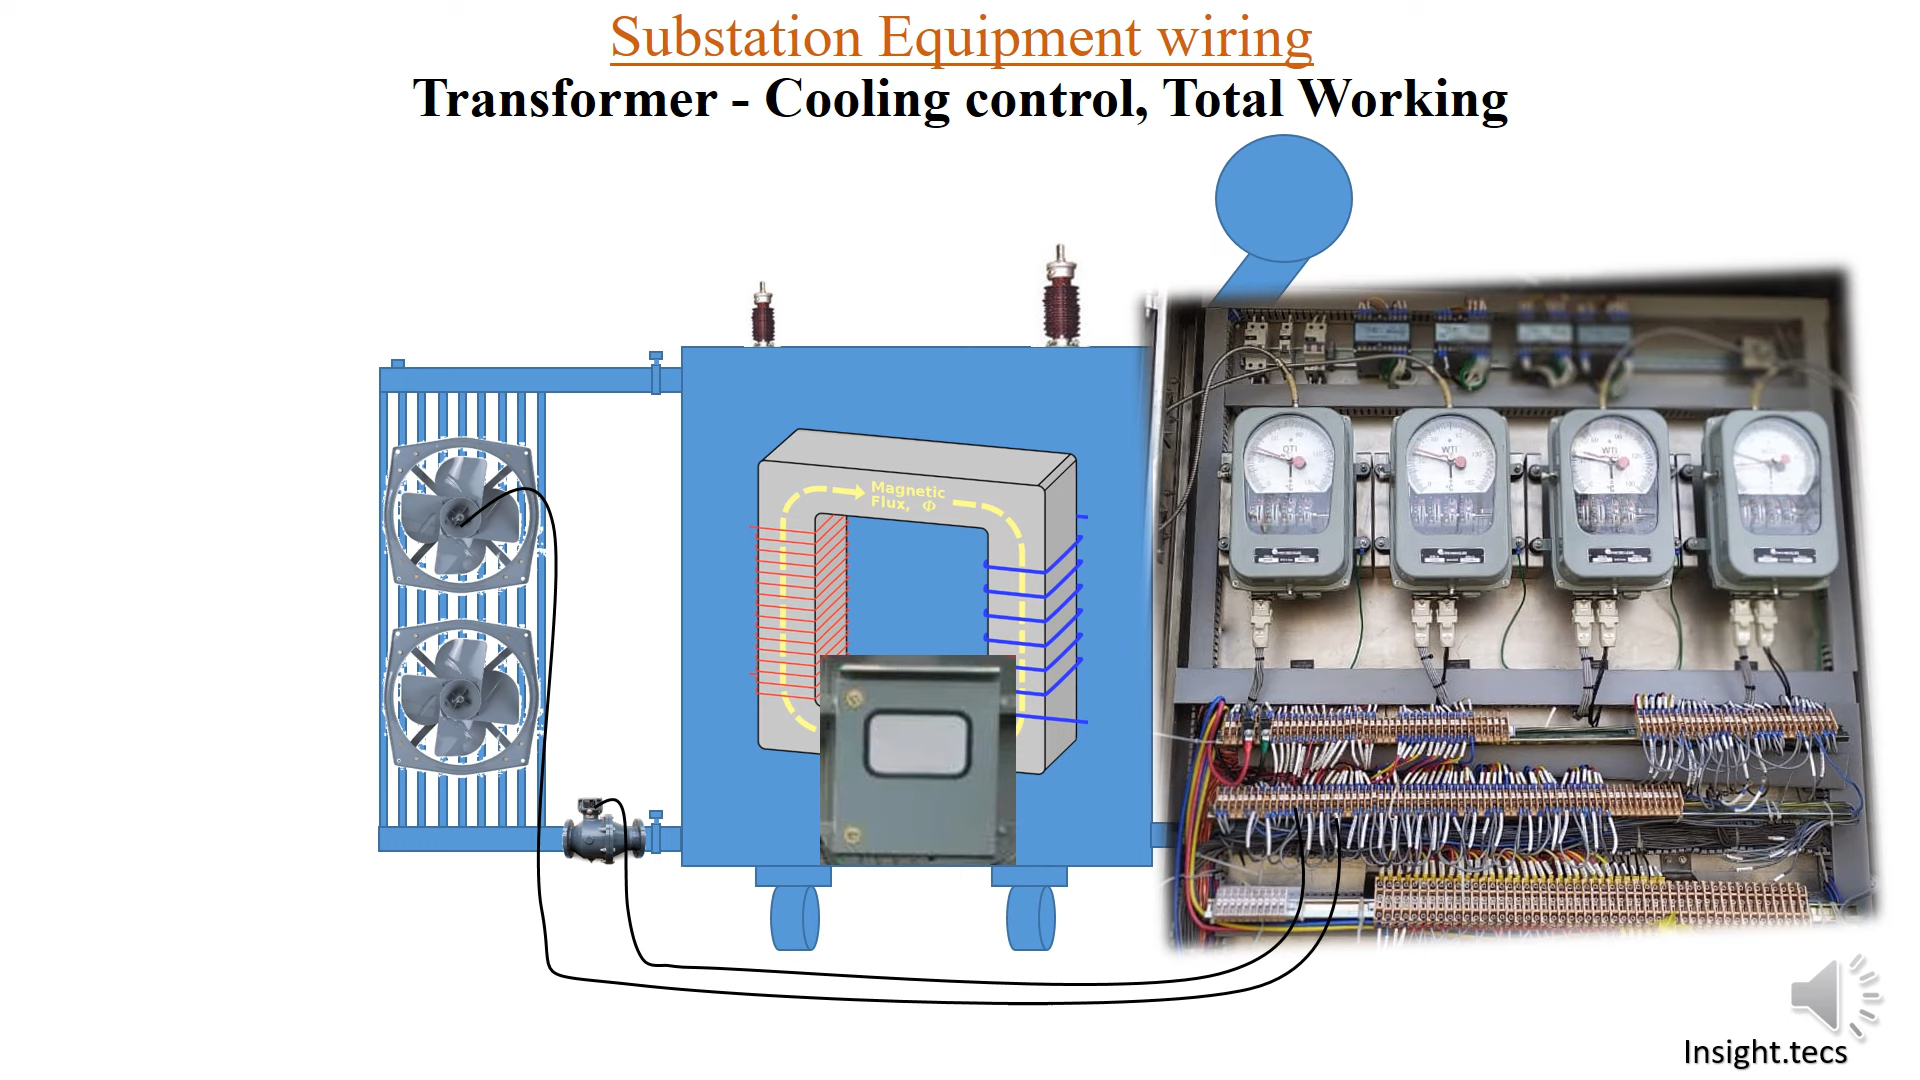 Substation Equipment wiring
Transformer - Cooling control, Total Working
Magnetic
Flux, Φ
OTI
WTI
WTI
Insight.tecs